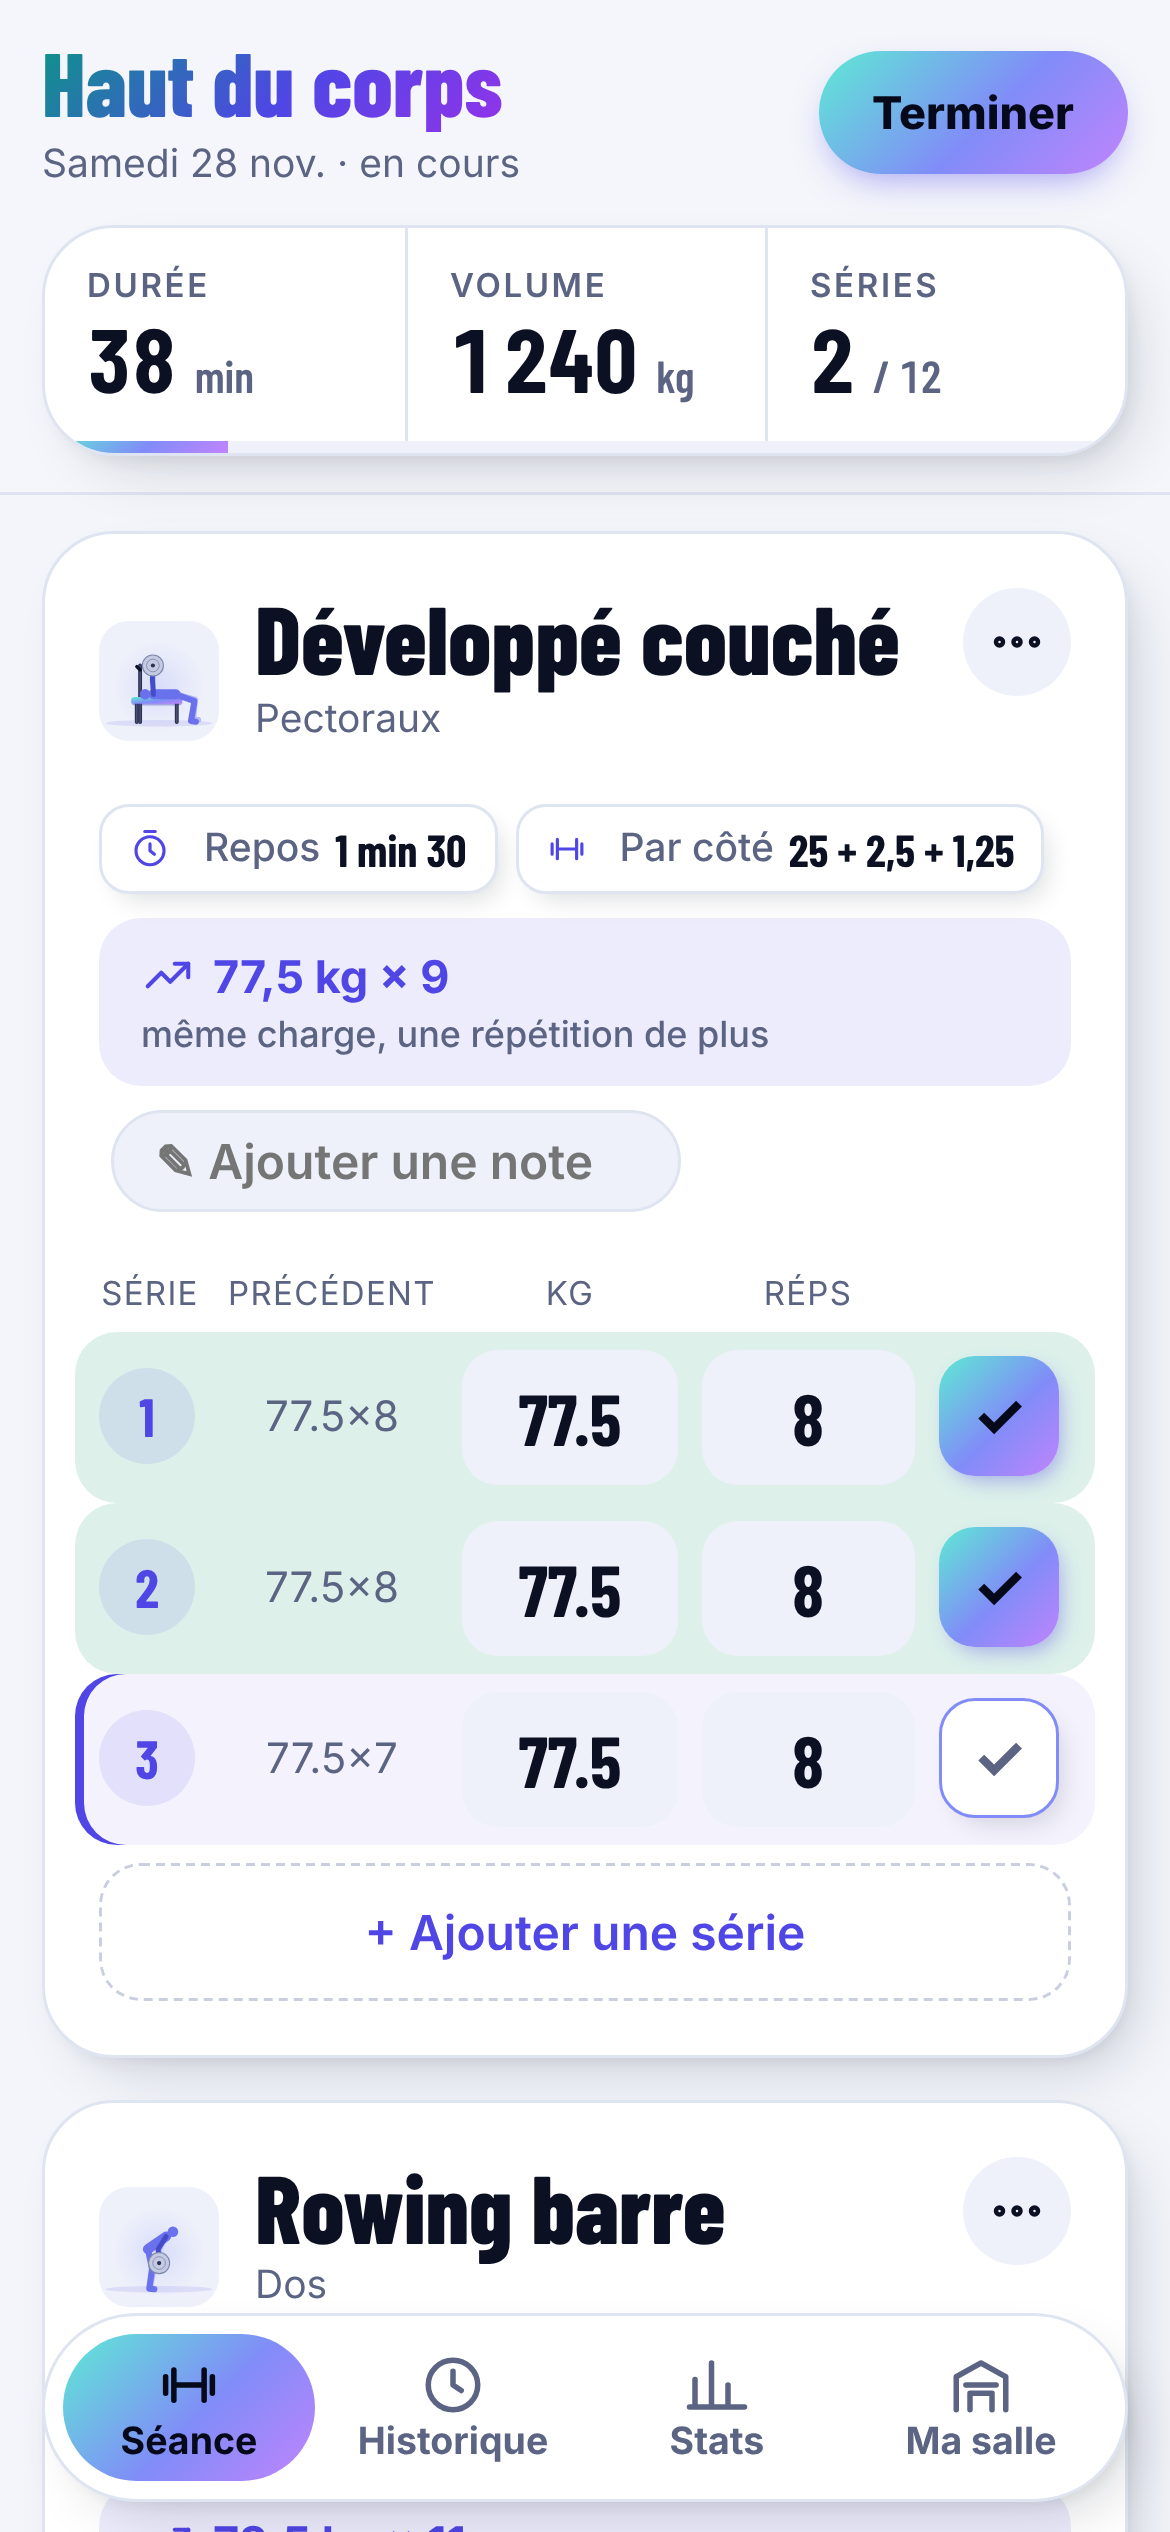 Haut du corps
Terminer
Samedi 28 nov. · en cours
DURÉE VOLUME SÉRIES
38 min 1 240 kg 2 / 12
Développé couché
Pectoraux
Repos 1 min 30 Par côté 25 + 2,5 + 1,25
77,5 kg × 9
même charge, une répétition de plus
✎ Ajouter une note
SÉRIE PRÉCÉDENT KG RÉPS
1 77.5×8 77.5 8
2 77.5×8 77.5 8
3 77.5×7 77.5 8
+ Ajouter une série
Rowing barre
Dos
Séance Historique Stats Ma salle